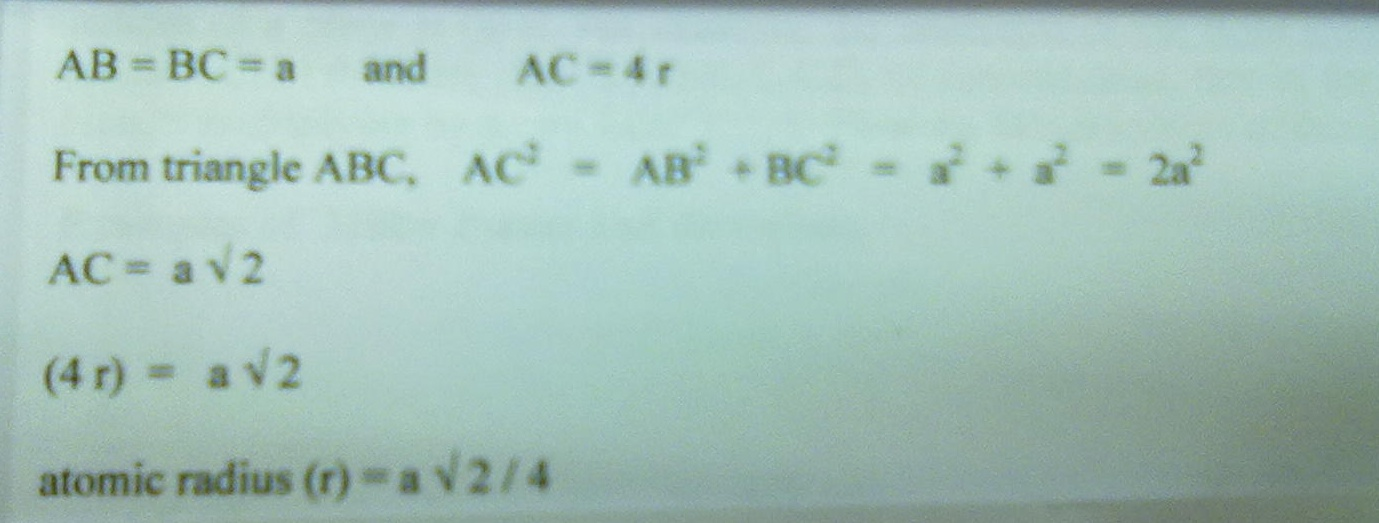 AB = BC = a and AC = 4 r
From triangle ABC, AC² = AB² + BC² = a² + a² = 2a²
AC = a √ 2
(4 r) = a √ 2
atomic radius (r) = a √ 2 / 4